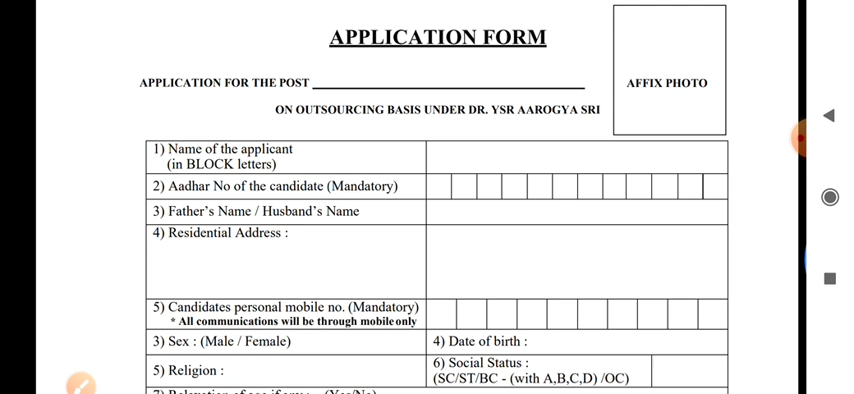 APPLICATION FORM
APPLICATION FOR THE POST
AFFIX PHOTO
ON OUTSOURCING BASIS UNDER DR. YSR AAROGYA SRI
1) Name of the applicant
(in BLOCK letters)
2) Aadhar No of the candidate (Mandatory)
3) Father's Name / Husband's Name
4) Residential Address :
5) Candidates personal mobile no. (Mandatory)
* All communications will be through mobile only
3) Sex : (Male / Female)
4) Date of birth :
5) Religion :
6) Social Status :
(SC/ST/BC - (with A,B,C,D) /OC)